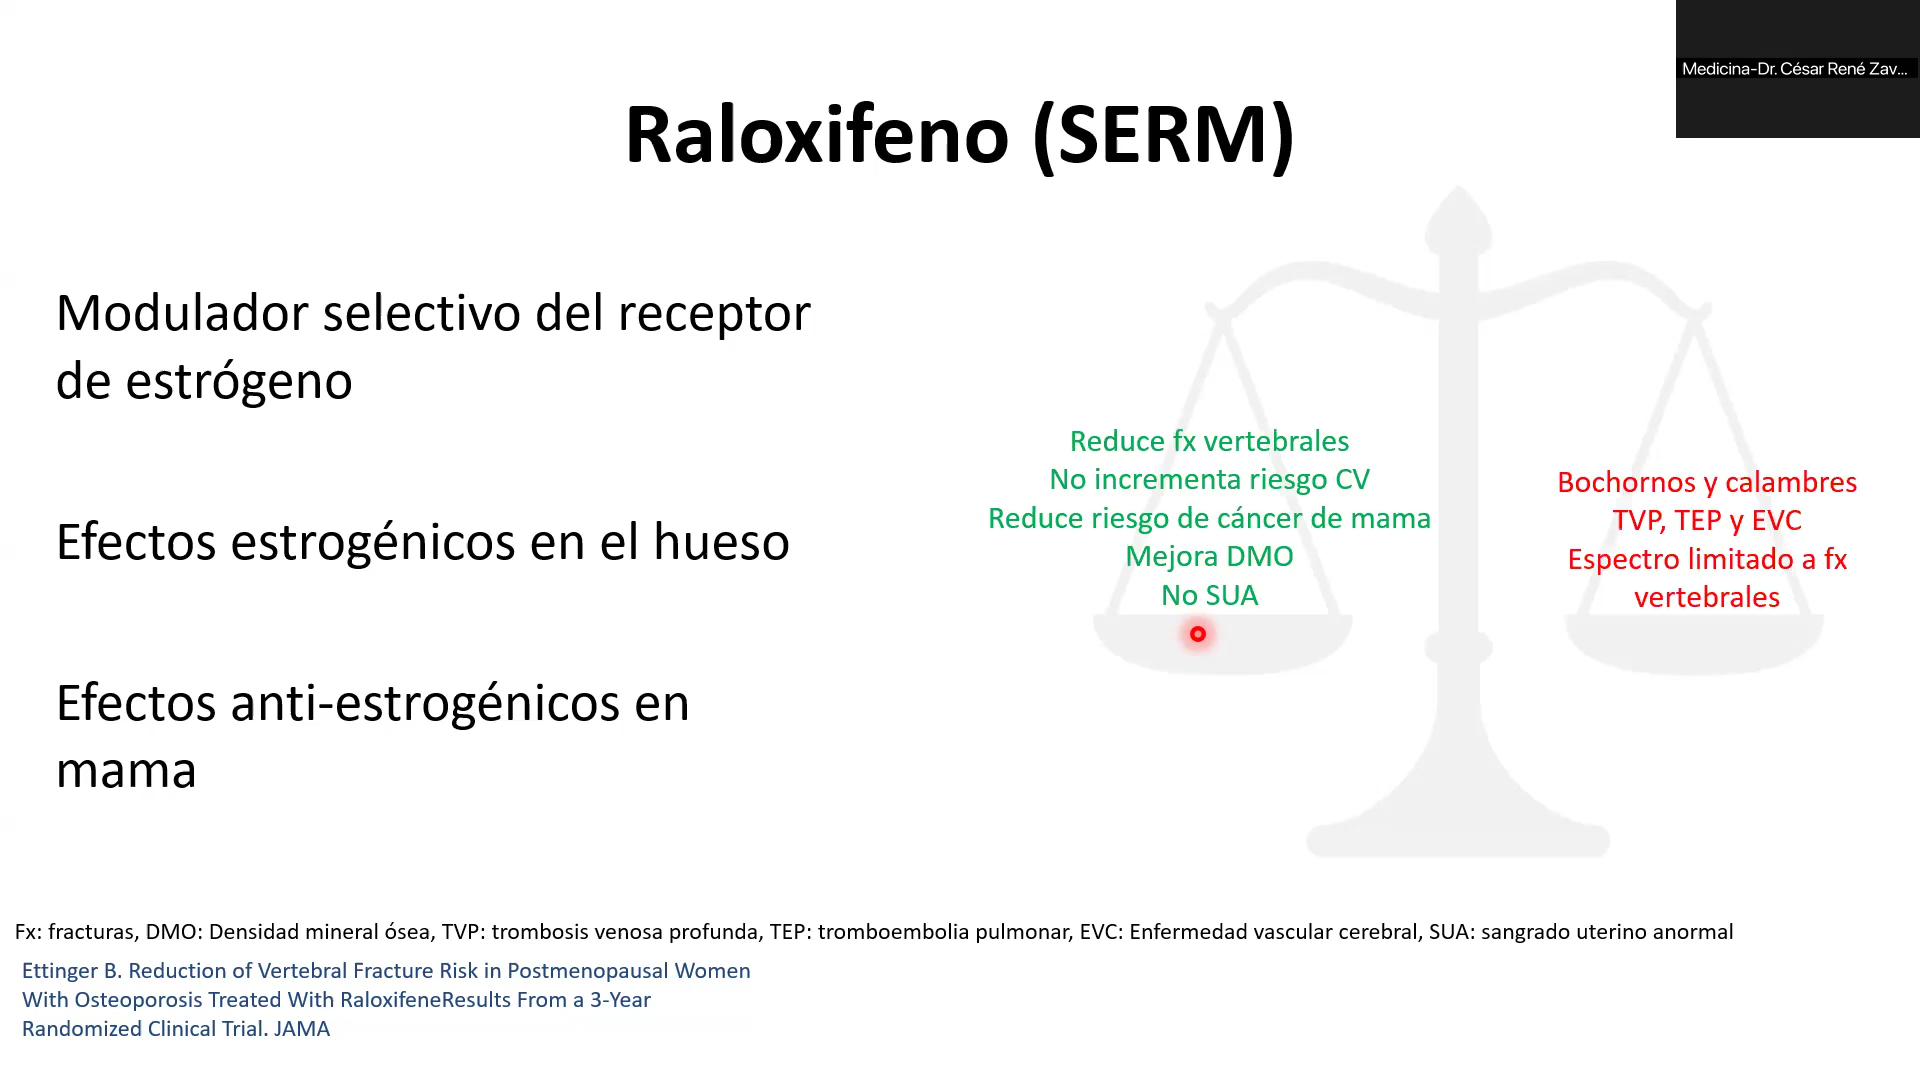 Medicina-Dr. César René Zav...
Raloxifeno (SERM)
Modulador selectivo del receptor
de estrógeno
Efectos estrogénicos en el hueso
Efectos anti-estrogénicos en
mama
Reduce fx vertebrales
No incrementa riesgo CV
Reduce riesgo de cáncer de mama
Mejora DMO
No SUA
Bochornos y calambres
TVP, TEP y EVC
Espectro limitado a fx
vertebrales
Fx: fracturas, DMO: Densidad mineral ósea, TVP: trombosis venosa profunda, TEP: tromboembolia pulmonar, EVC: Enfermedad vascular cerebral, SUA: sangrado uterino anormal
Ettinger B. Reduction of Vertebral Fracture Risk in Postmenopausal Women
With Osteoporosis Treated With RaloxifeneResults From a 3-Year
Randomized Clinical Trial. JAMA